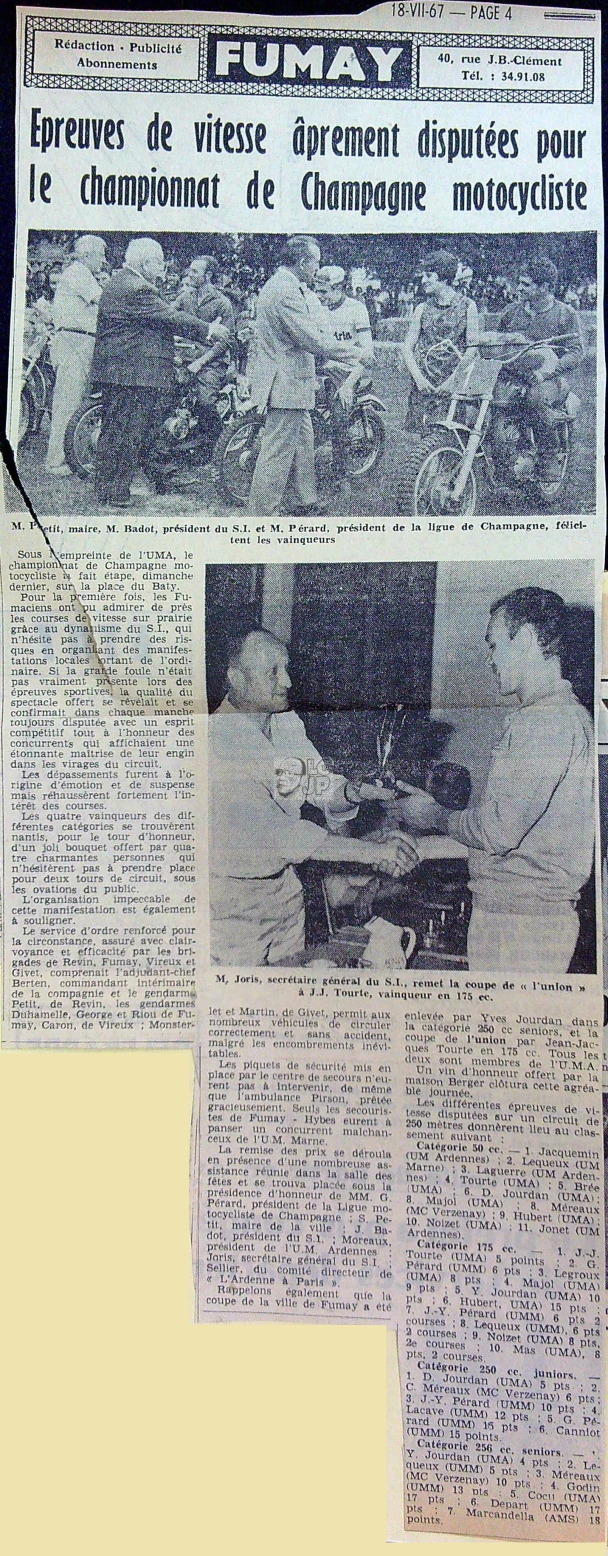 18-VII-67 — PAGE 4
Rédaction - Publicité
Abonnements
FUMAY
40, rue J.B.-Clément
Tél. : 34.91.08
Epreuves de vitesse âprement disputées pour
le championnat de Champagne motocycliste
M. Petit, maire, M. Badot, président du S.I. et M. Pérard, président de la ligue de Champagne, félici-
tent les vainqueurs
Sous l'empreinte de l'UMA, le
championnat de Champagne mo-
tocycliste a fait étape, dimanche
dernier, sur la place du Baty.
Pour la première fois, les Fu-
maciens ont pu admirer de près
les courses de vitesse sur prairie
grâce au dynamisme du S.I., qui
n'hésite pas à prendre des ris-
ques en organisant des manifes-
tations locales sortant de l'ordi-
naire. Si la grande foule n'était
pas vraiment présente lors des
épreuves sportives, la qualité du
spectacle offert se révélait et se
confirmait dans chaque manche
toujours disputée avec un esprit
compétitif tout à l'honneur des
concurrents qui affichaient une
étonnante maîtrise de leur engin
dans les virages du circuit.
Les dépassements furent à l'o-
rigine d'émotion et de suspense
mais réhaussèrent fortement l'in-
térêt des courses.
Les quatre vainqueurs des dif-
férentes catégories se trouvèrent
nantis, pour le tour d'honneur,
d'un joli bouquet offert par qua-
tre charmantes personnes qui
n'hésitèrent pas à prendre place
pour deux tours de circuit, sous
les ovations du public.
L'organisation impeccable de
cette manifestation est également
à souligner.
Le service d'ordre renforcé pour
la circonstance, assuré avec clair-
voyance et efficacité par les bri-
gades de Revin, Fumay, Vireux et
Givet, comprenait l'adjudant-chef
Berten, commandant intérimaire
de la compagnie et le gendarme
Petit, de Revin, les gendarmes
Duhamelle, George et Riou de Fu-
may, Caron, de Vireux ; Monster-
M. Joris, secrétaire général du S.I., remet la coupe de « l'union »
à J.J. Tourte, vainqueur en 175 cc.
let et Martin, de Givet, permit aux
nombreux véhicules de circuler
correctement et sans accident,
malgré les encombrements inévi-
tables.
Les piquets de sécurité mis en
place par le centre de secours n'eu-
rent pas à intervenir, de même
que l'ambulance Pirson, prêtée
gracieusement. Seuls les secouris-
tes de Fumay - Hybes eurent à
panser un concurrent malchan-
ceux de l'U.M. Marne.
La remise des prix se déroula
en présence d'une nombreuse as-
sistance réunie dans la salle des
fêtes et se trouva placée sous la
présidence d'honneur de MM. G.
Pérard, président de la Ligue mo-
tocycliste de Champagne ; S. Pe-
tit, maire de la ville ; J. Ba-
dot, président du S.I. ; Moreaux,
président de l'U.M. Ardennes ;
Joris, secrétaire général du S.I. ;
Sellier, du comité directeur de
« L'Ardenne à Paris ».
Rappelons également que la
coupe de la ville de Fumay a été
enlevée par Yves Jourdan dans
la catégorie 250 cc seniors, et la
coupe de l'union par Jean-Jac-
ques Tourte en 175 cc. Tous les
deux sont membres de l'U.M.A.
Un vin d'honneur offert par la
maison Berger clôtura cette agréa-
ble journée.
Les différentes épreuves de vi-
tesse disputées sur un circuit de
250 mètres donnèrent lieu au clas-
sement suivant :
Catégorie 50 cc. — 1. Jacquemin
(UM Ardennes) ; 2. Lequeux (UM
Marne) ; 3. Laguerre (UM Arden-
nes) ; 4. Tourte (UMA) ; 5. Brée
(UMA) ; 6. D. Jourdan (UMA) ;
8. Majol (UMA) ; 8. Méreaux
(MC Verzenay) ; 9. Hubert (UMA) ;
10. Noizet (UMA) ; 11. Jonet (UM
Ardennes).
Catégorie 175 cc. — 1. J.-J.
Tourte (UMA) 5 points ; 2. G.
Pérard (UMM) 6 pts ; 3. Legroux
(UMA) 8 pts ; 4. Majol (UMA)
9 pts ; 5. Y. Jourdan (UMA) 10
pts ; 6. Hubert, UMA) 15 pts ;
7. J.-Y. Pérard (UMM) 6 pts 2
courses ; 8. Lequeux (UMM), 6 pts
2 courses ; 9. Noizet (UMA) 8 pts,
2e courses ; 10. Mas (UMA), 8
pts, 2 courses.
Catégorie 250 cc. juniors. —
1. D. Jourdan (UMA) 5 pts ; 2.
C. Méreaux (MC Verzenay) 6 pts ;
3. J.-Y. Pérard (UMM) 10 pts ; 4.
Lacave (UMM) 12 pts ; 5. G. Pé-
rard (UMM) 15 pts ; 6. Canniot
(UMM) 15 points.
Catégorie 256 cc. seniors. —
Y. Jourdan (UMA) 4 pts ; 2. Le-
queux (UMM) 5 pts ; 3. Méreaux
(MC Verzenay) 10 pts ; 4. Godin
(UMM) 13 pts ; 5. Cocu (UMA)
17 pts ; 6. Depart (UMM) 17
pts ; 7. Marcandella (AMS) 18
points.